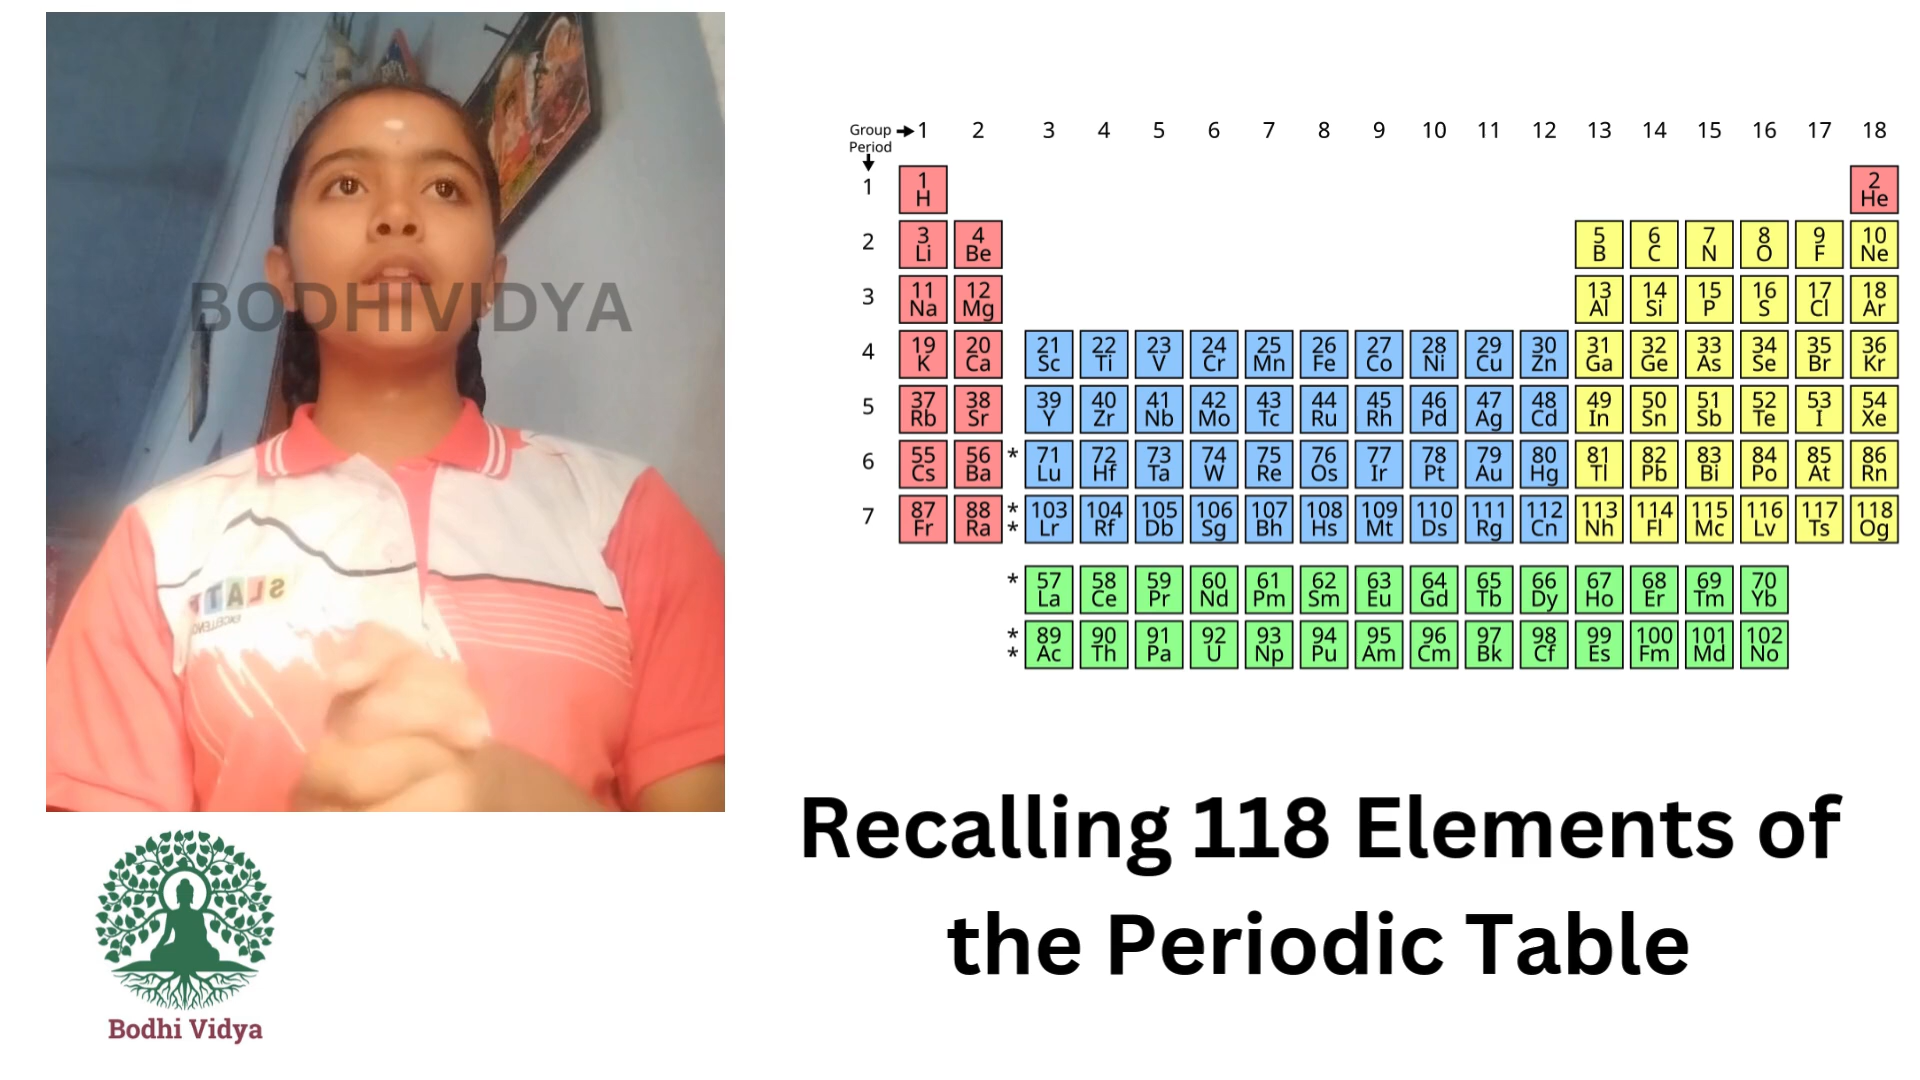 BODHIVIDYA
SLATE
EXCELLENC
Bodhi Vidya
Group 1 2 3 4 5 6 7 8 9 10 11 12 13 14 15 16 17 18
Period
1 1 H 2 He
2 3 Li 4 Be 5 B 6 C 7 N 8 O 9 F 10 Ne
3 11 Na 12 Mg 13 Al 14 Si 15 P 16 S 17 Cl 18 Ar
4 19 K 20 Ca 21 Sc 22 Ti 23 V 24 Cr 25 Mn 26 Fe 27 Co 28 Ni 29 Cu 30 Zn 31 Ga 32 Ge 33 As 34 Se 35 Br 36 Kr
5 37 Rb 38 Sr 39 Y 40 Zr 41 Nb 42 Mo 43 Tc 44 Ru 45 Rh 46 Pd 47 Ag 48 Cd 49 In 50 Sn 51 Sb 52 Te 53 I 54 Xe
6 55 Cs 56 Ba * 71 Lu 72 Hf 73 Ta 74 W 75 Re 76 Os 77 Ir 78 Pt 79 Au 80 Hg 81 Tl 82 Pb 83 Bi 84 Po 85 At 86 Rn
7 87 Fr 88 Ra * * 103 Lr 104 Rf 105 Db 106 Sg 107 Bh 108 Hs 109 Mt 110 Ds 111 Rg 112 Cn 113 Nh 114 Fl 115 Mc 116 Lv 117 Ts 118 Og
* 57 La 58 Ce 59 Pr 60 Nd 61 Pm 62 Sm 63 Eu 64 Gd 65 Tb 66 Dy 67 Ho 68 Er 69 Tm 70 Yb
* * 89 Ac 90 Th 91 Pa 92 U 93 Np 94 Pu 95 Am 96 Cm 97 Bk 98 Cf 99 Es 100 Fm 101 Md 102 No
Recalling 118 Elements of
the Periodic Table